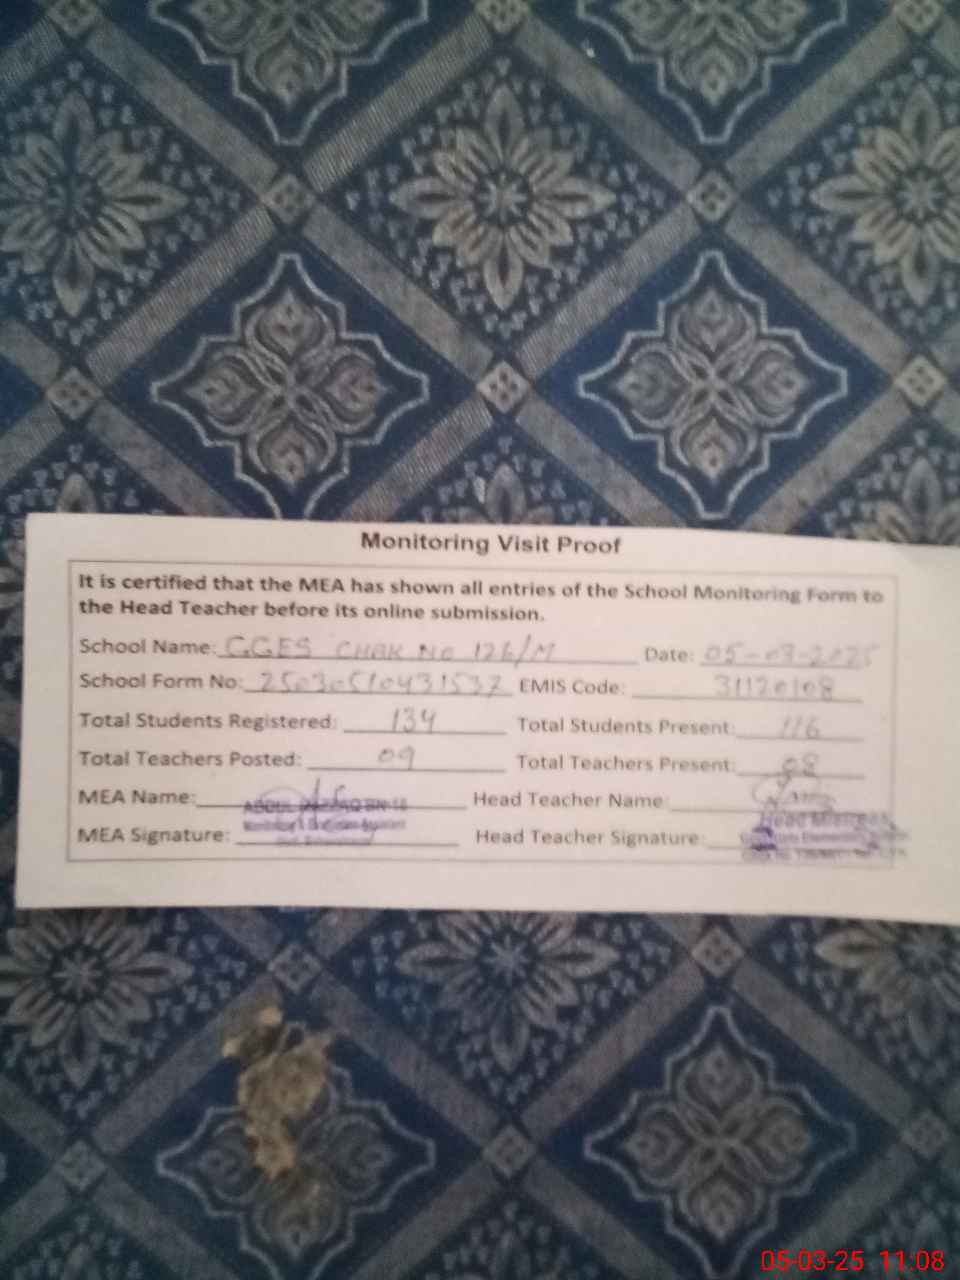 Monitoring Visit Proof
It is certified that the MEA has shown all entries of the School Monitoring Form to
the Head Teacher before its online submission.
School Name: GGES CHAK NO 126/M Date: 05-03-2025
School Form No: 25030510431537 EMIS Code: 31120108
Total Students Registered: 134 Total Students Present: 116
Total Teachers Posted: 09 Total Teachers Present: 08
MEA Name: ABDUL Head Teacher Name:
MEA Signature: Head Teacher Signature:
Head Mistress
Elementary
05-03-25 11:08